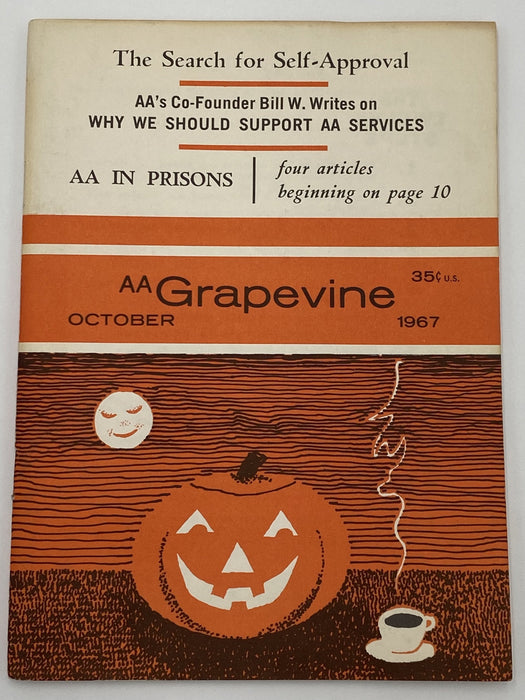 The Search for Self-Approval
AA's Co-Founder Bill W. Writes on
WHY WE SHOULD SUPPORT AA SERVICES
AA IN PRISONS
four articles
beginning on page 10
AA Grapevine
35¢ U.S.
OCTOBER
1967